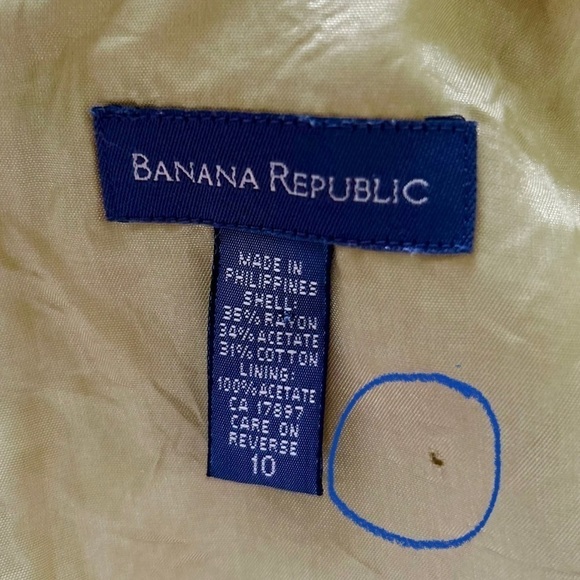 BANANA REPUBLIC
MADE IN
PHILIPPINES
SHELL:
35% RAYON
34% ACETATE
31% COTTON
LINING:
100% ACETATE
CA 17897
CARE ON
REVERSE
10